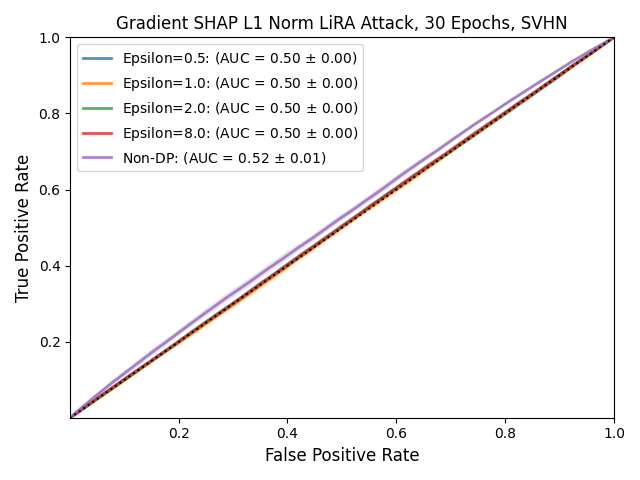 Gradient SHAP L1 Norm LiRA Attack, 30 Epochs, SVHN
1.0
Epsilon=0.5: (AUC = 0.50 ± 0.00)
Epsilon=1.0: (AUC = 0.50 ± 0.00)
0.8
Epsilon=2.0: (AUC = 0.50 ± 0.00)
Epsilon=8.0: (AUC = 0.50 ± 0.00)
Non-DP: (AUC = 0.52 ± 0.01)
0.6
True Positive Rate
0.4
0.2
0.2 0.4 0.6 0.8 1.0
False Positive Rate